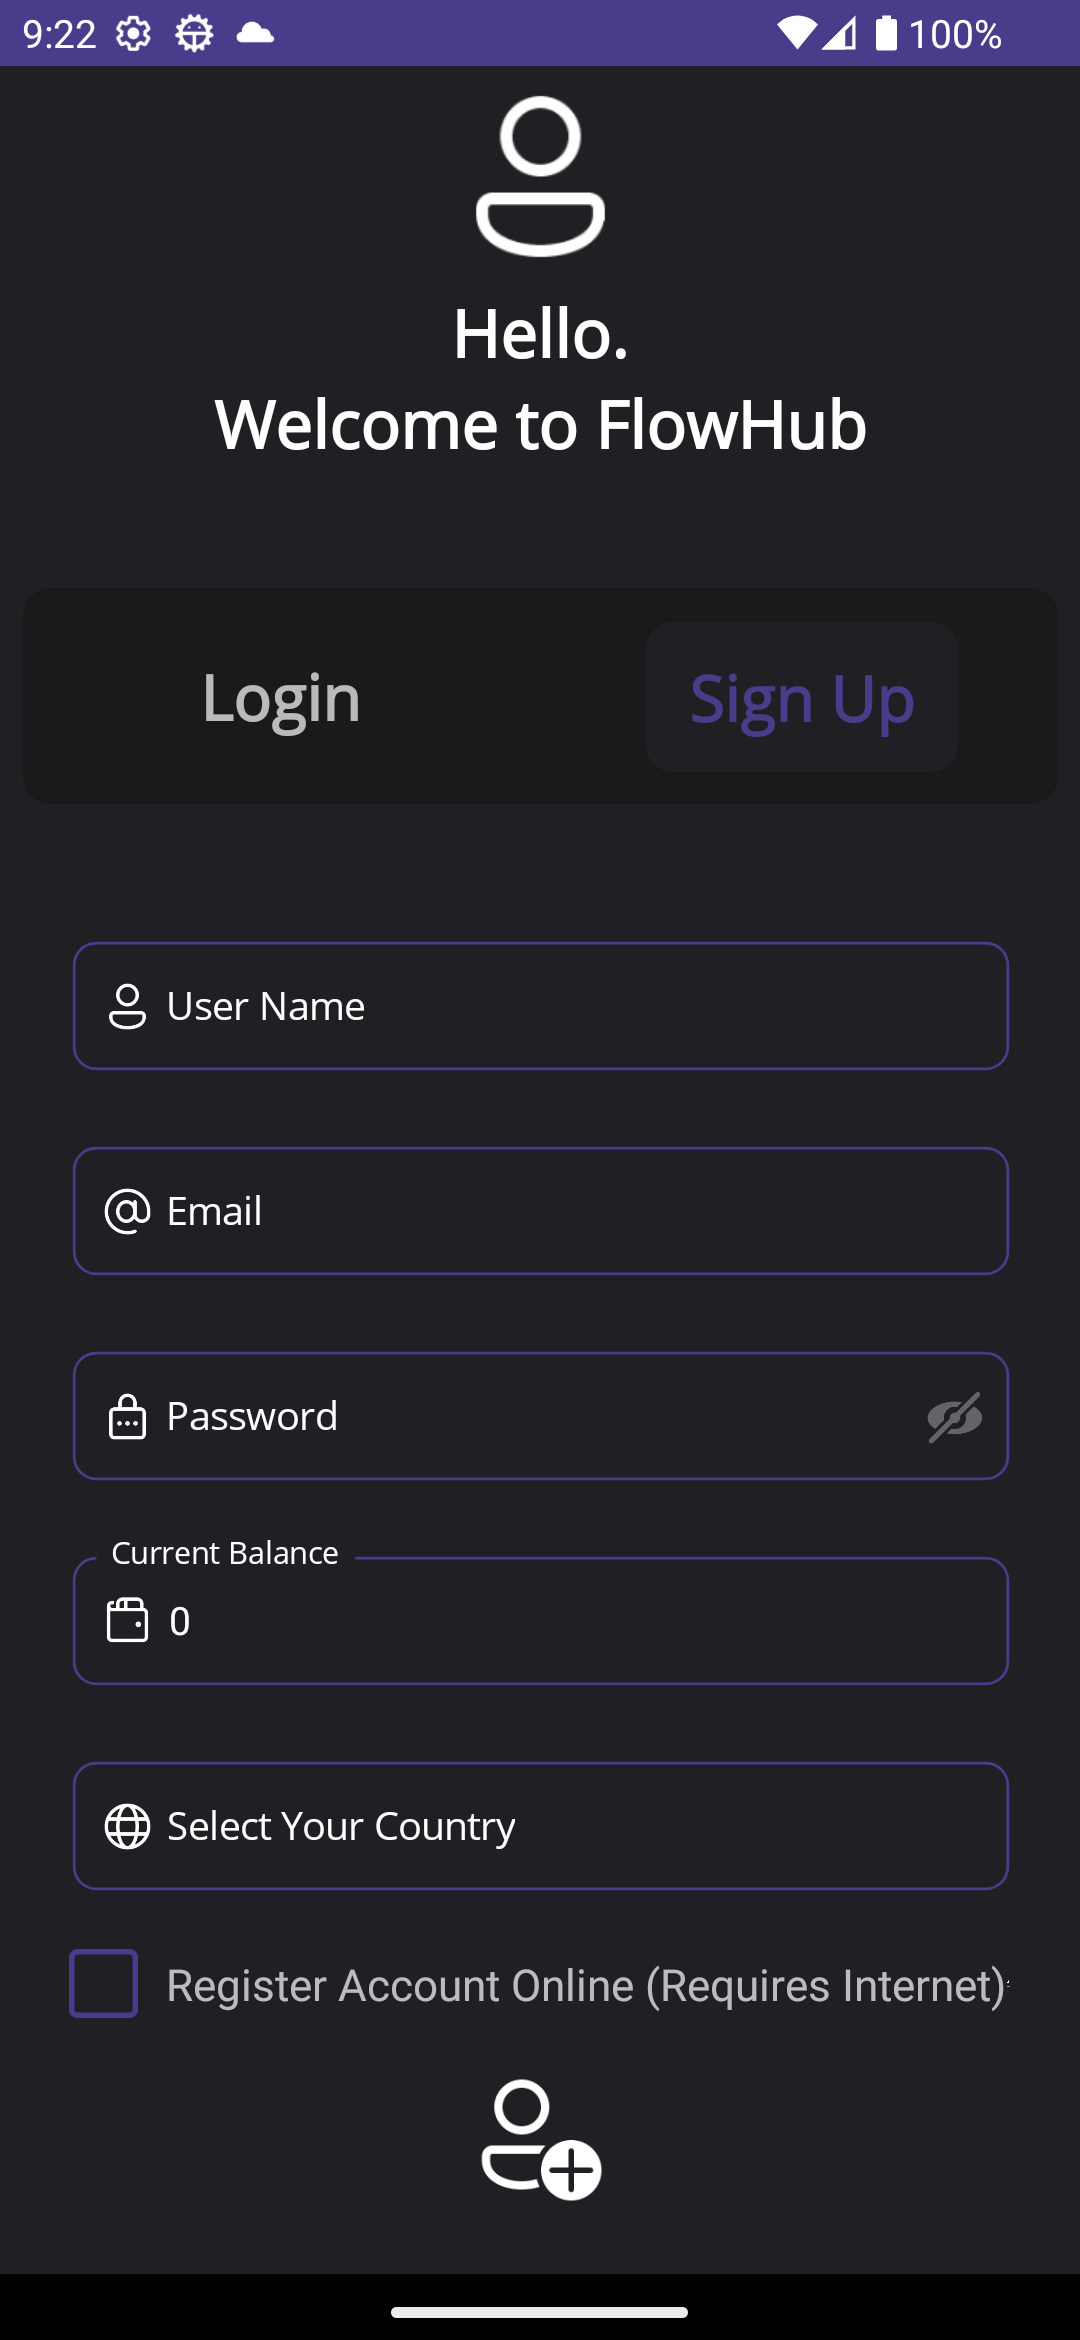 9:22 100%
Hello.
Welcome to FlowHub
Login Sign Up
User Name
Email
Password
Current Balance
0
Select Your Country
Register Account Online (Requires Internet)